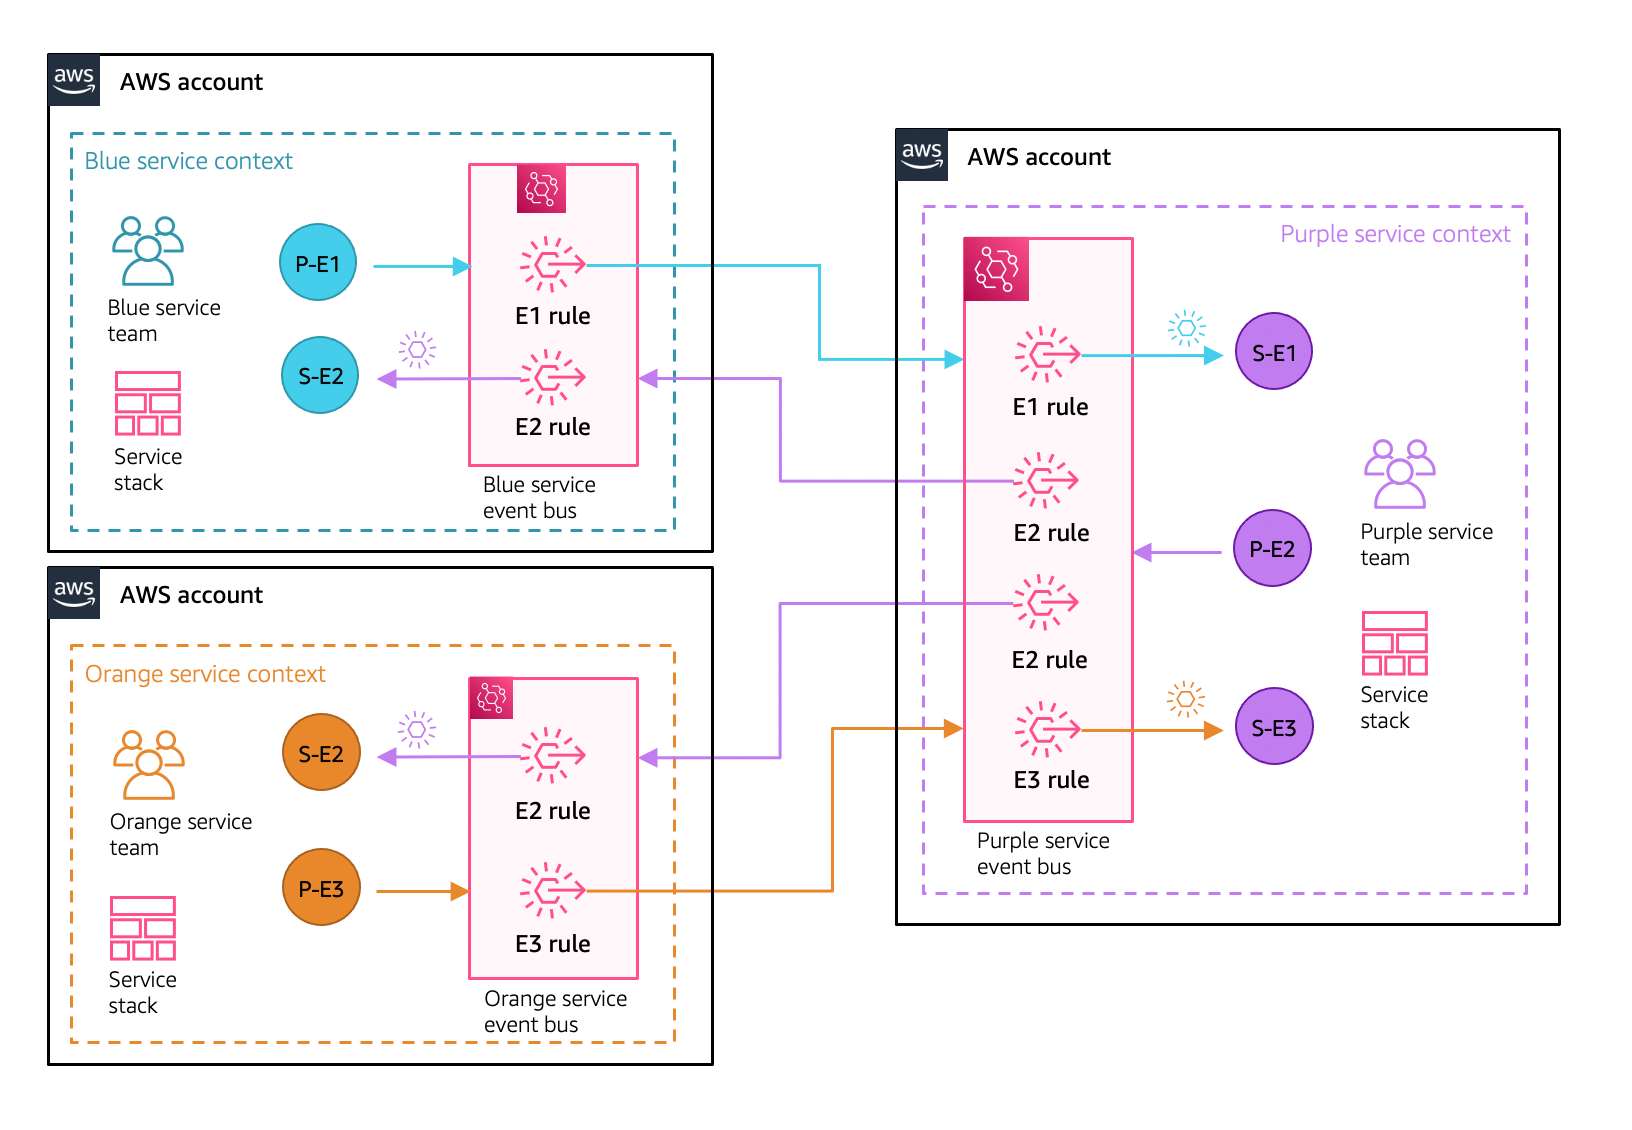 aws
AWS account
Blue service context
P-E1
Blue service
team
E1 rule
S-E2
E2 rule
Service
stack
Blue service
event bus
aws
AWS account
Orange service context
S-E2
E2 rule
Orange service
team
P-E3
E3 rule
Service
stack
Orange service
event bus
aws
AWS account
Purple service context
E1 rule
S-E1
E2 rule
P-E2
Purple service
team
E2 rule
Service
stack
E3 rule
S-E3
Purple service
event bus